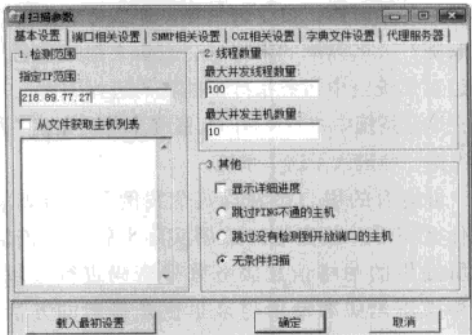 扫描参数
基本设置 端口相关设置 SNMP相关设置 CGI相关设置 字典文件设置 代理服务器
1.检测范围
指定IP范围
218.89.77.27
从文件获取主机列表
2.线程数量
最大并发线程数量
100
最大并发主机数量
10
3.其他
显示详细进度
跳过PING不通的主机
跳过没有检测到开放端口的主机
无条件扫描
载入最初设置
确定
取消